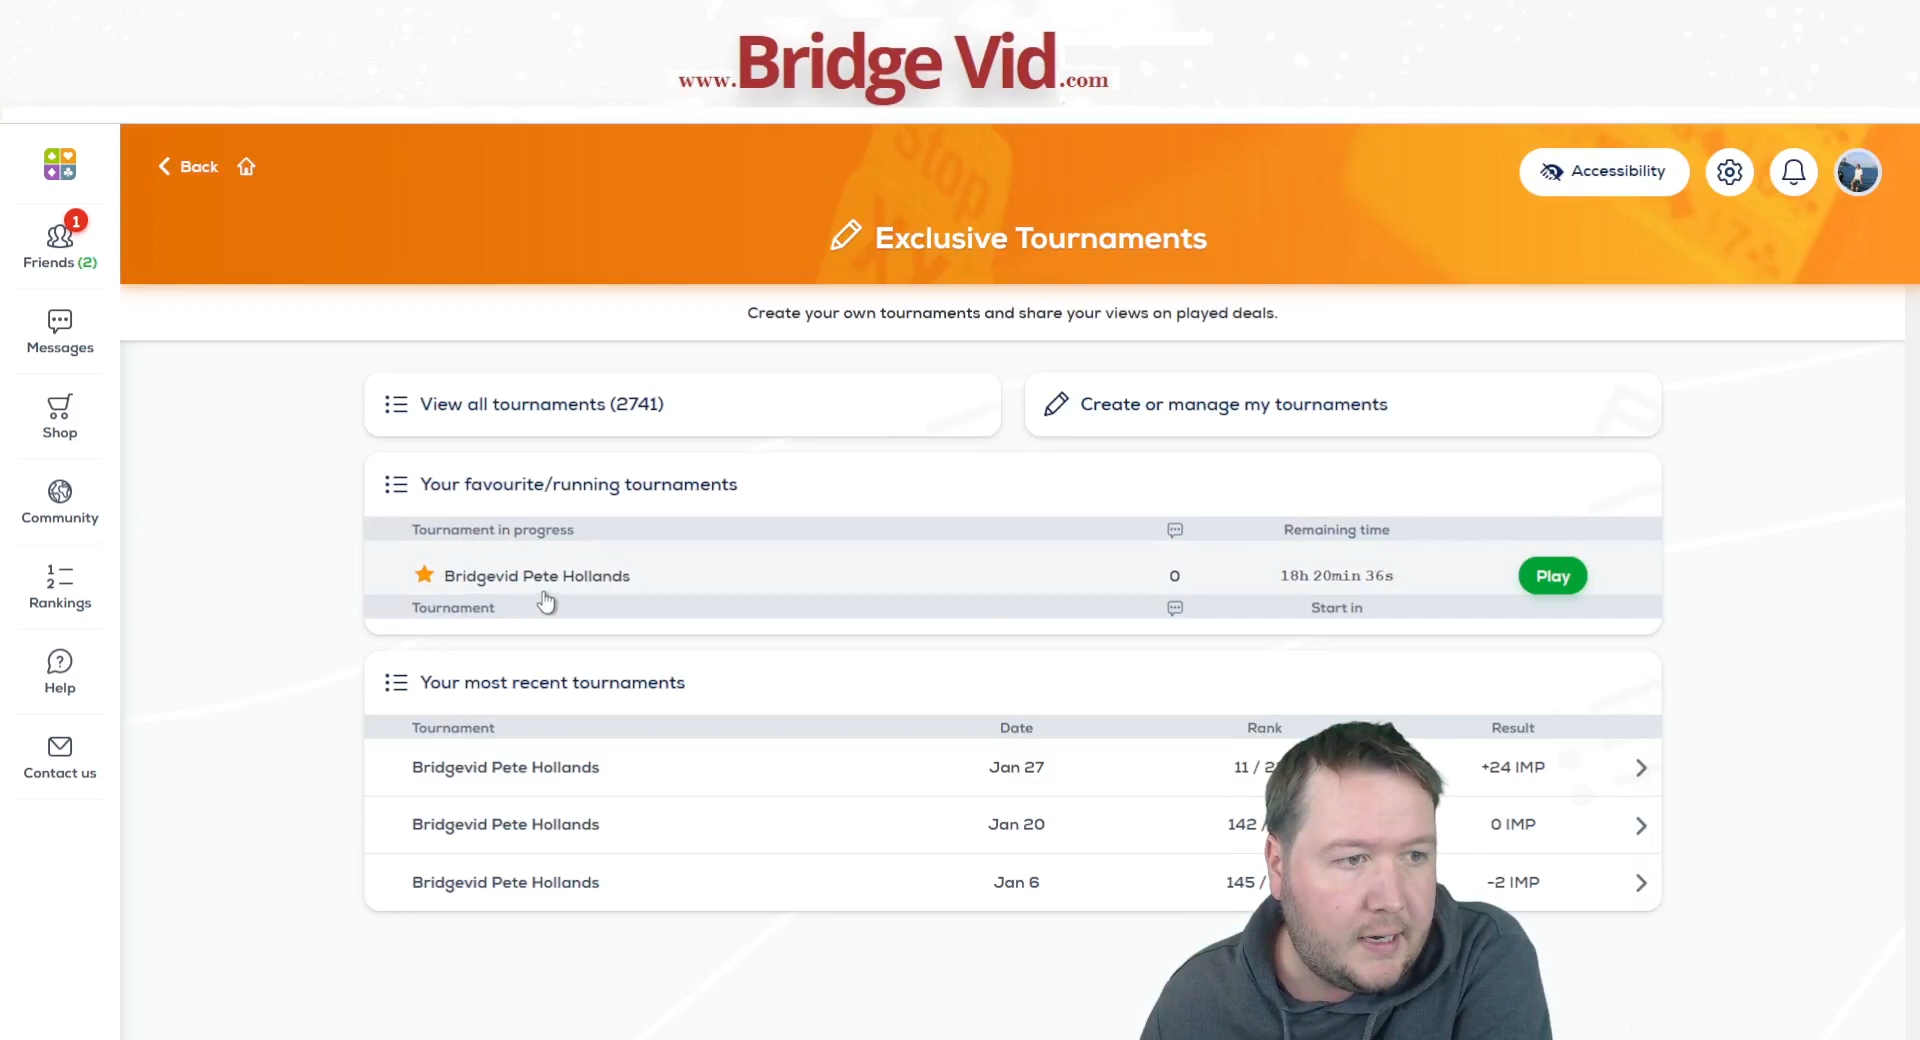 www.Bridge Vid.com
Back
Accessibility
Exclusive Tournaments
1
Friends (2)
Messages
Shop
Community
1
2
Rankings
Help
Contact us
Create your own tournaments and share your views on played deals.
View all tournaments (2741)
Create or manage my tournaments
Your favourite/running tournaments
Tournament in progress Remaining time
Bridgevid Pete Hollands 0 18h 20min 36s Play
Tournament Start in
Your most recent tournaments
Tournament Date Rank Result
Bridgevid Pete Hollands Jan 27 11 / +24 IMP
Bridgevid Pete Hollands Jan 20 142 / 0 IMP
Bridgevid Pete Hollands Jan 6 145 / -2 IMP